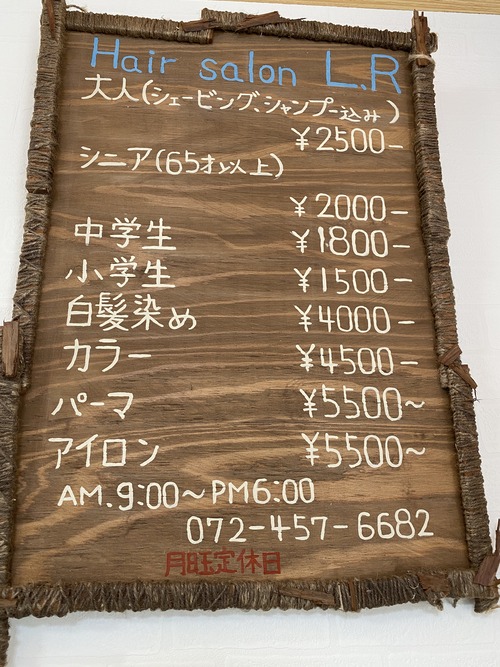 Hair salon L.R
大人(シェービング、シャンプー込み)
¥2500-
シニア(65才以上)
¥2000-
中学生 ¥1800-
小学生 ¥1500-
白髪染め ¥4000-
カラー ¥4500-
パーマ ¥5500~
アイロン ¥5500~
AM.9:00~PM6:00
072-457-6682
月旺定休日